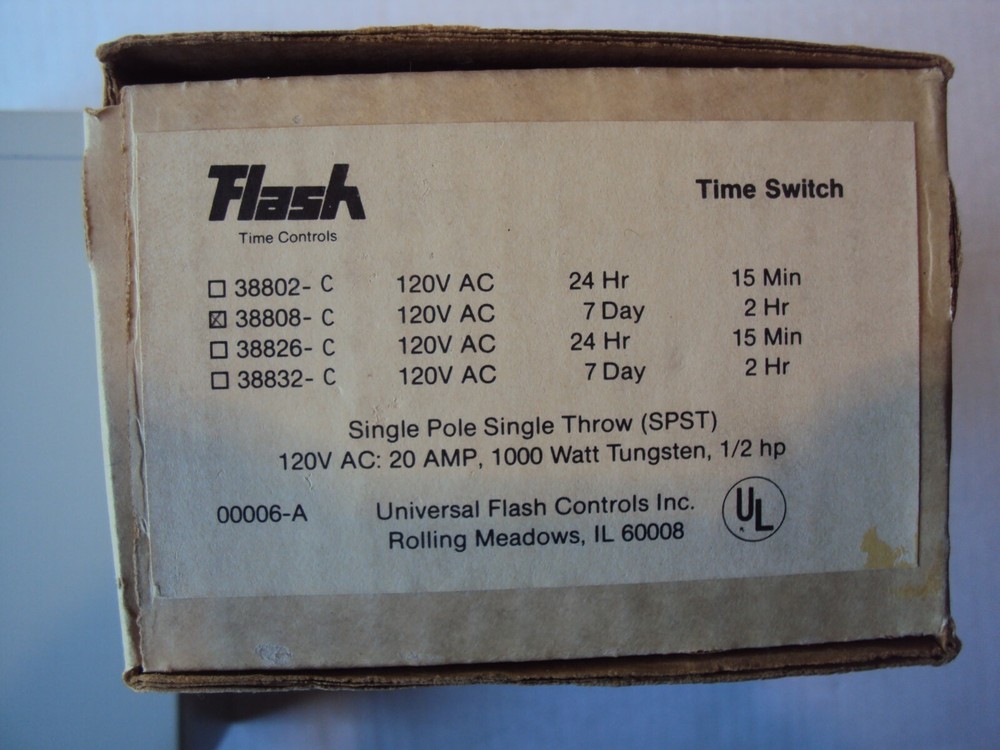 Flash
Time Controls
Time Switch
☐ 38802- C 120V AC 24 Hr 15 Min
☒ 38808- C 120V AC 7 Day 2 Hr
☐ 38826- C 120V AC 24 Hr 15 Min
☐ 38832- C 120V AC 7 Day 2 Hr
Single Pole Single Throw (SPST)
120V AC: 20 AMP, 1000 Watt Tungsten, 1/2 hp
00006-A
Universal Flash Controls Inc.
Rolling Meadows, IL 60008
UL